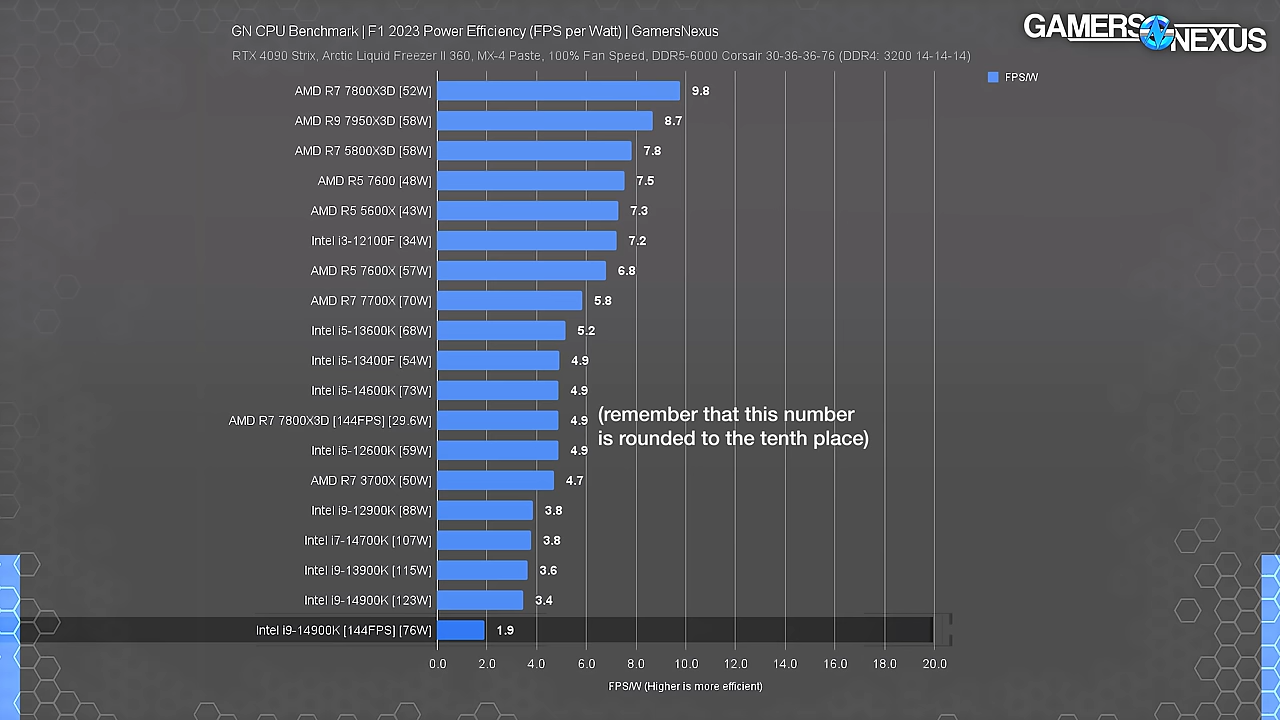 GN CPU Benchmark | F1 2023 Power Efficiency (FPS per Watt) | GamersNexus
GAMERS NEXUS
RTX 4090 Strix, Arctic Liquid Freezer II 360, MX-4 Paste, 100% Fan Speed, DDR5-6000 Corsair 30-36-36-76 (DDR4: 3200 14-14-14)
FPS/W
AMD R7 7800X3D [52W] 9.8
AMD R9 7950X3D [58W] 8.7
AMD R7 5800X3D [58W] 7.8
AMD R5 7600 [48W] 7.5
AMD R5 5600X [43W] 7.3
Intel i3-12100F [34W] 7.2
AMD R5 7600X [57W] 6.8
AMD R7 7700X [70W] 5.8
Intel i5-13600K [68W] 5.2
Intel i5-13400F [54W] 4.9
Intel i5-14600K [73W] 4.9
AMD R7 7800X3D [144FPS] [29.6W] 4.9
(remember that this number
is rounded to the tenth place)
Intel i5-12600K [59W] 4.9
AMD R7 3700X [50W] 4.7
Intel i9-12900K [88W] 3.8
Intel i7-14700K [107W] 3.8
Intel i9-13900K [115W] 3.6
Intel i9-14900K [123W] 3.4
Intel i9-14900K [144FPS] [76W] 1.9
0.0 2.0 4.0 6.0 8.0 10.0 12.0 14.0 16.0 18.0 20.0
FPS/W (Higher is more efficient)